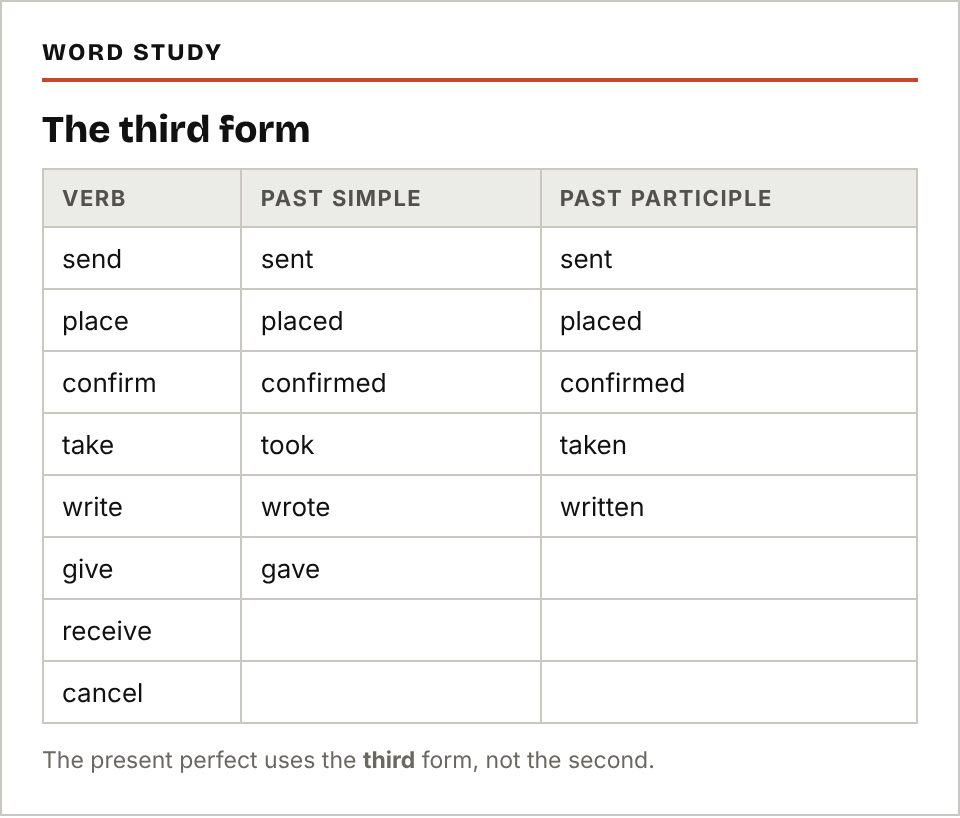 WORD STUDY
The third form
VERB PAST SIMPLE PAST PARTICIPLE
send sent sent
place placed placed
confirm confirmed confirmed
take took taken
write wrote written
give gave
receive
cancel
The present perfect uses the third form, not the second.